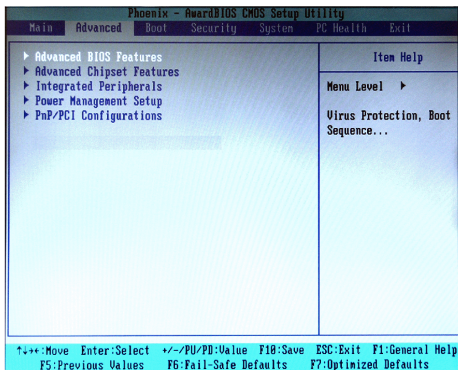 Phoenix - AwardBIOS CMOS Setup Utility
Main Advanced Boot Security System PC Health Exit
▶ Advanced BIOS Features
▶ Advanced Chipset Features
▶ Integrated Peripherals
▶ Power Management Setup
▶ PnP/PCI Configurations
Item Help
Menu Level ▶
Virus Protection, Boot
Sequence...
↑↓→←:Move Enter:Select +/-/PU/PD:Value F10:Save ESC:Exit F1:General Help
F5:Previous Values F6:Fail-Safe Defaults F7:Optimized Defaults